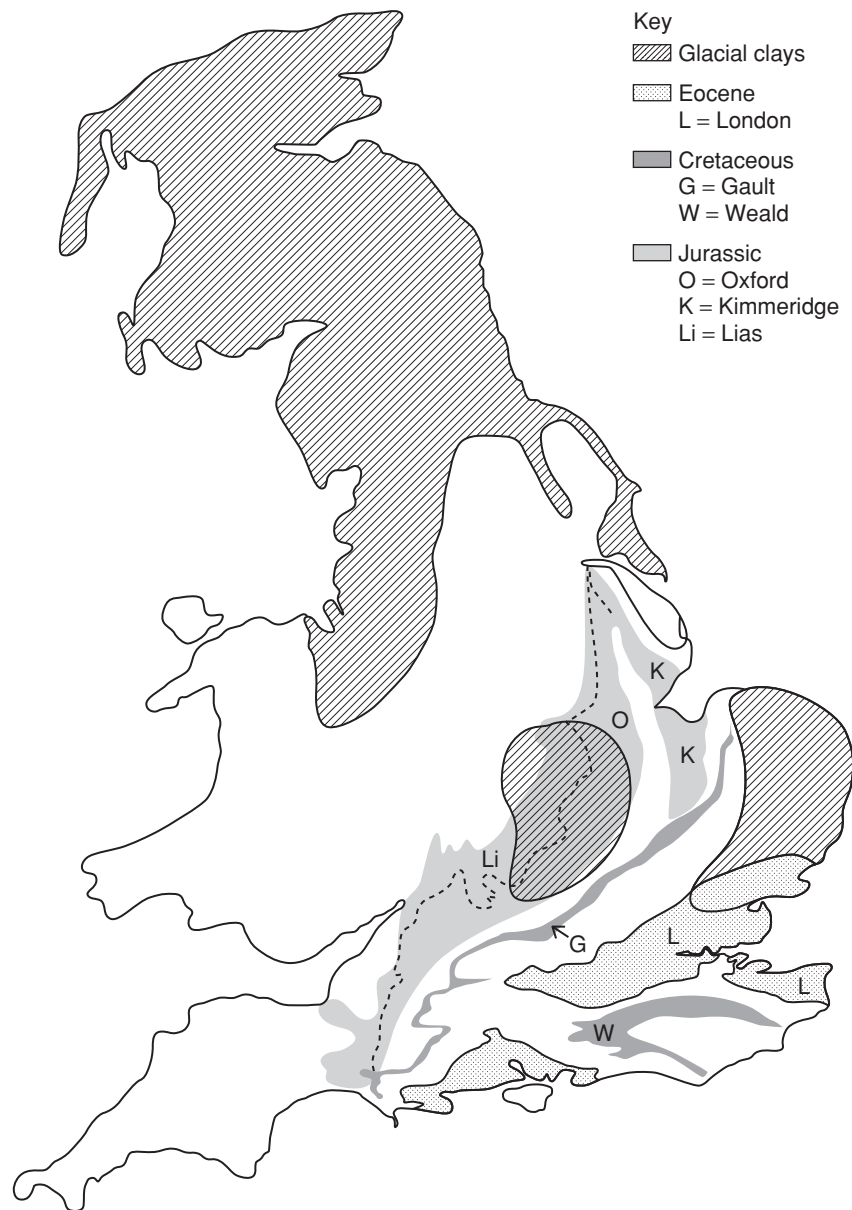 Key
Glacial clays
Eocene
L = London
Cretaceous
G = Gault
W = Weald
Jurassic
O = Oxford
K = Kimmeridge
Li = Lias
K
O
K
Li
G
L
L
W